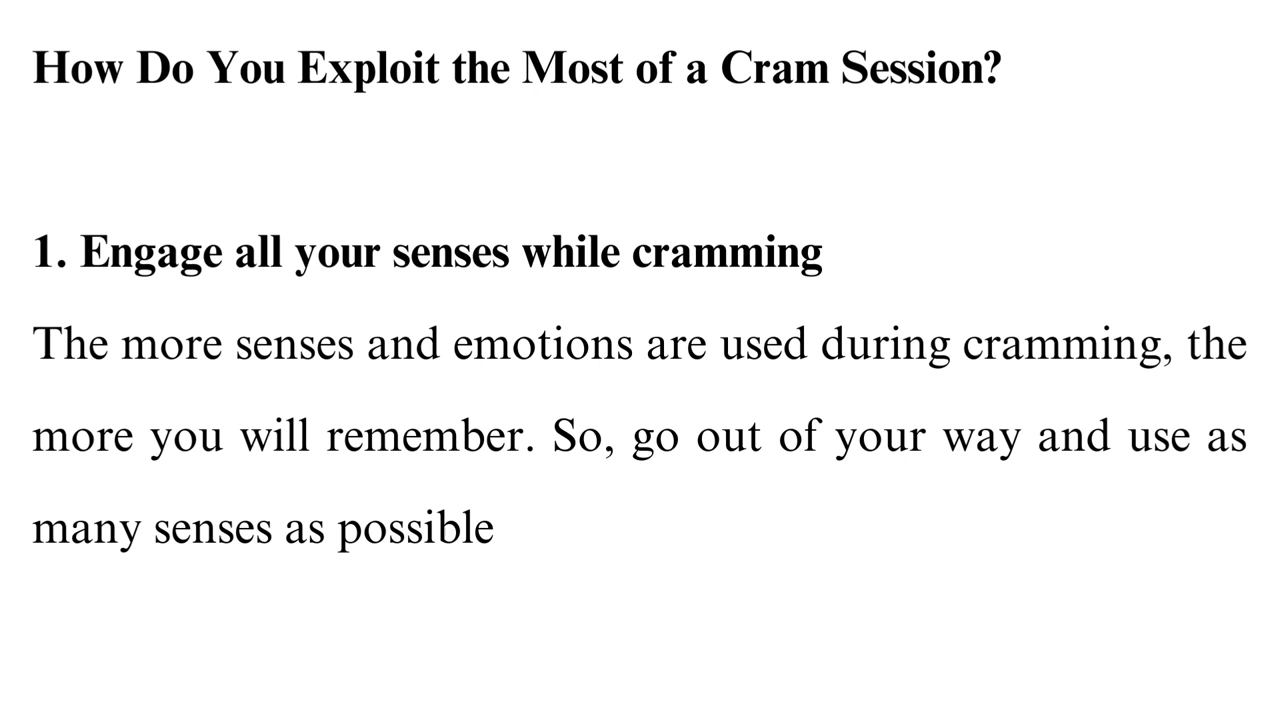 How Do You Exploit the Most of a Cram Session?
1. Engage all your senses while cramming
The more senses and emotions are used during cramming, the
more you will remember. So, go out of your way and use as
many senses as possible